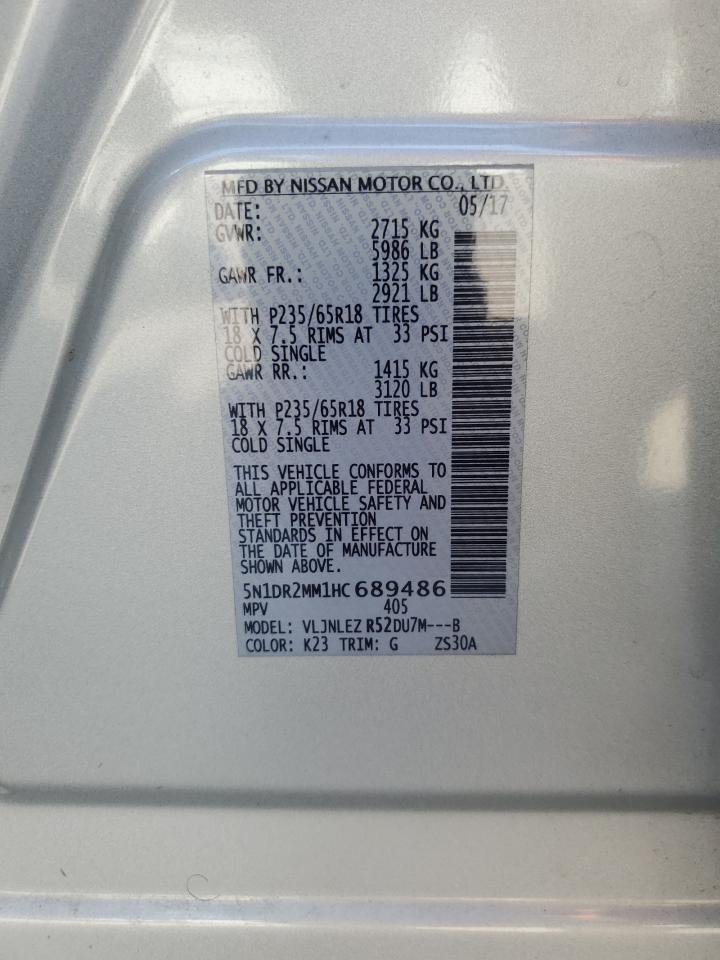 MFD BY NISSAN MOTOR CO., LTD.
DATE: 05/17
GVWR: 2715 KG
5986 LB
GAWR FR.: 1325 KG
2921 LB
WITH P235/65R18 TIRES
18 X 7.5 RIMS AT 33 PSI
COLD SINGLE
GAWR RR.: 1415 KG
3120 LB
WITH P235/65R18 TIRES
18 X 7.5 RIMS AT 33 PSI
COLD SINGLE
THIS VEHICLE CONFORMS TO
ALL APPLICABLE FEDERAL
MOTOR VEHICLE SAFETY AND
THEFT PREVENTION
STANDARDS IN EFFECT ON
THE DATE OF MANUFACTURE
SHOWN ABOVE.
5N1DR2MM1HC 689486
MPV 405
MODEL: VLJNLEZ R52DU7M---B
COLOR: K23 TRIM: G ZS30A